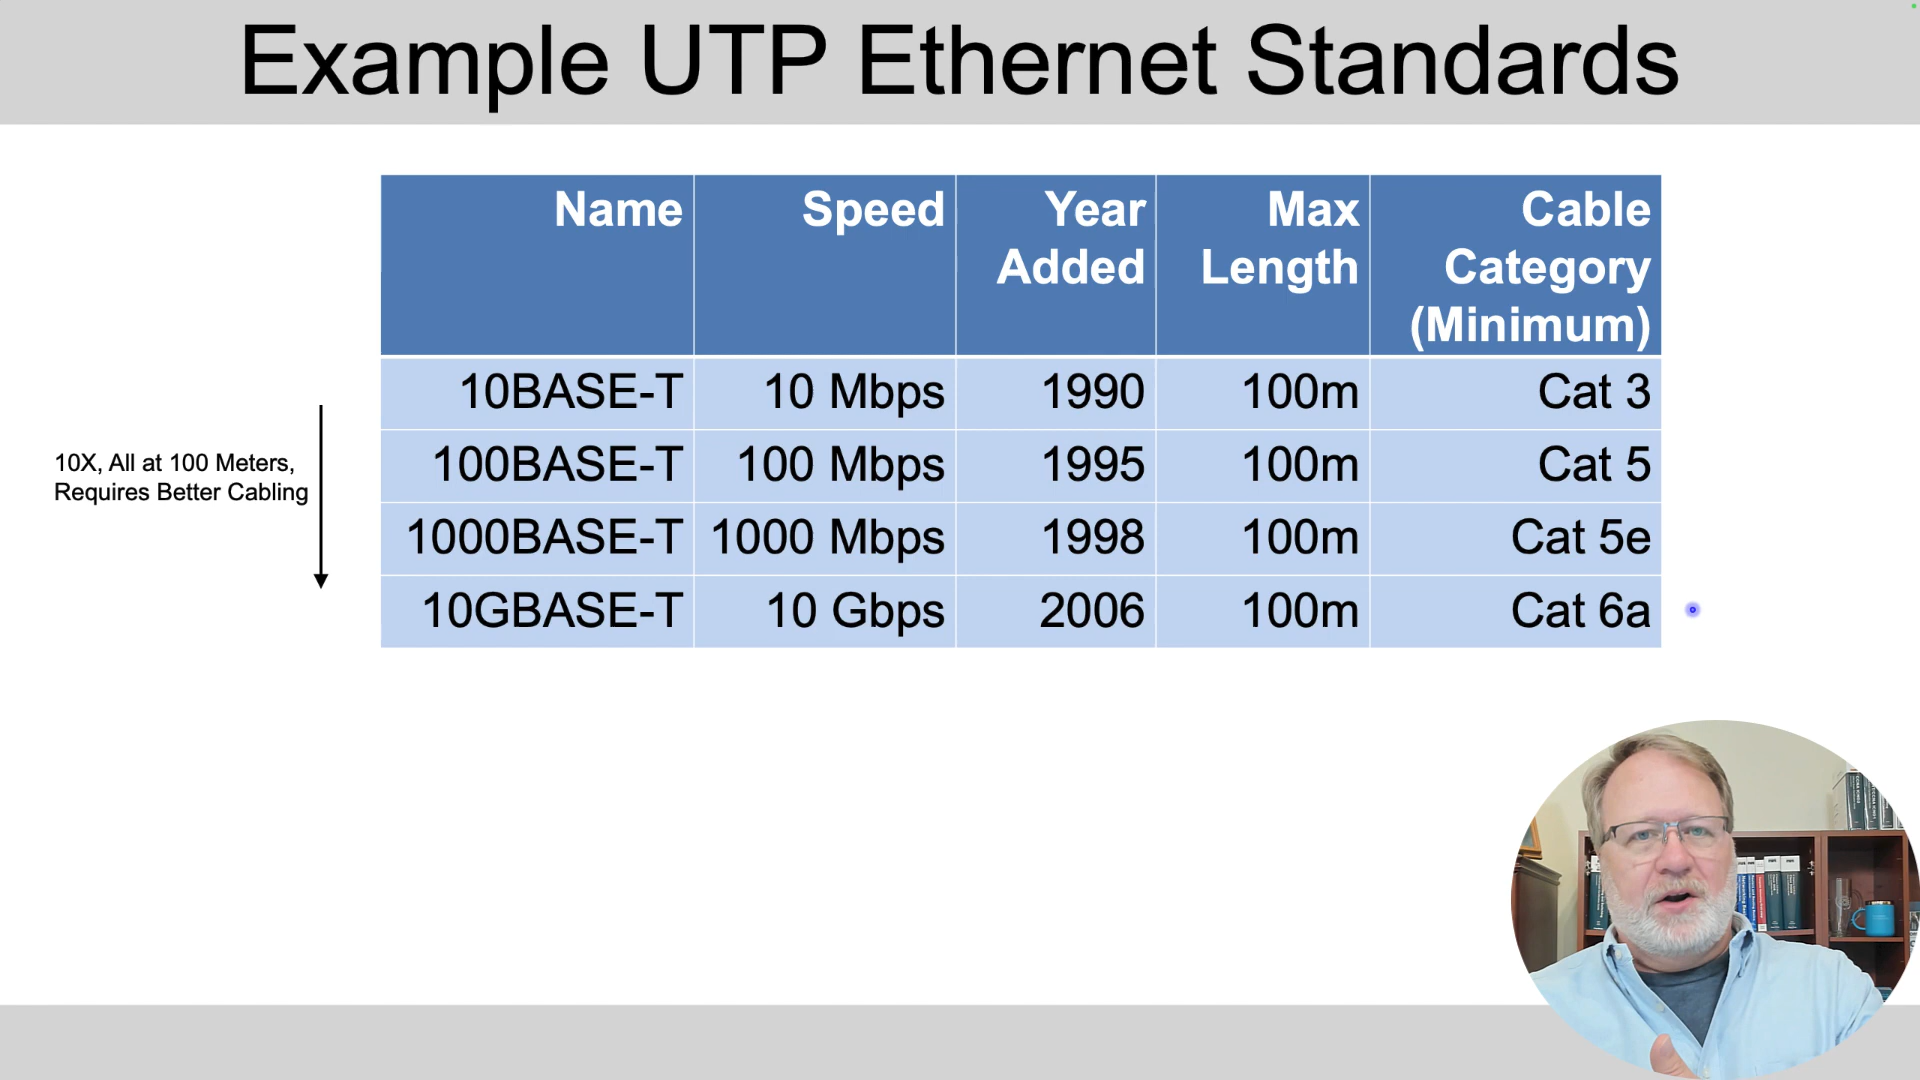 Example UTP Ethernet Standards
Name Speed Year Added Max Length Cable Category (Minimum)
10BASE-T 10 Mbps 1990 100m Cat 3
100BASE-T 100 Mbps 1995 100m Cat 5
1000BASE-T 1000 Mbps 1998 100m Cat 5e
10GBASE-T 10 Gbps 2006 100m Cat 6a
10X, All at 100 Meters,
Requires Better Cabling